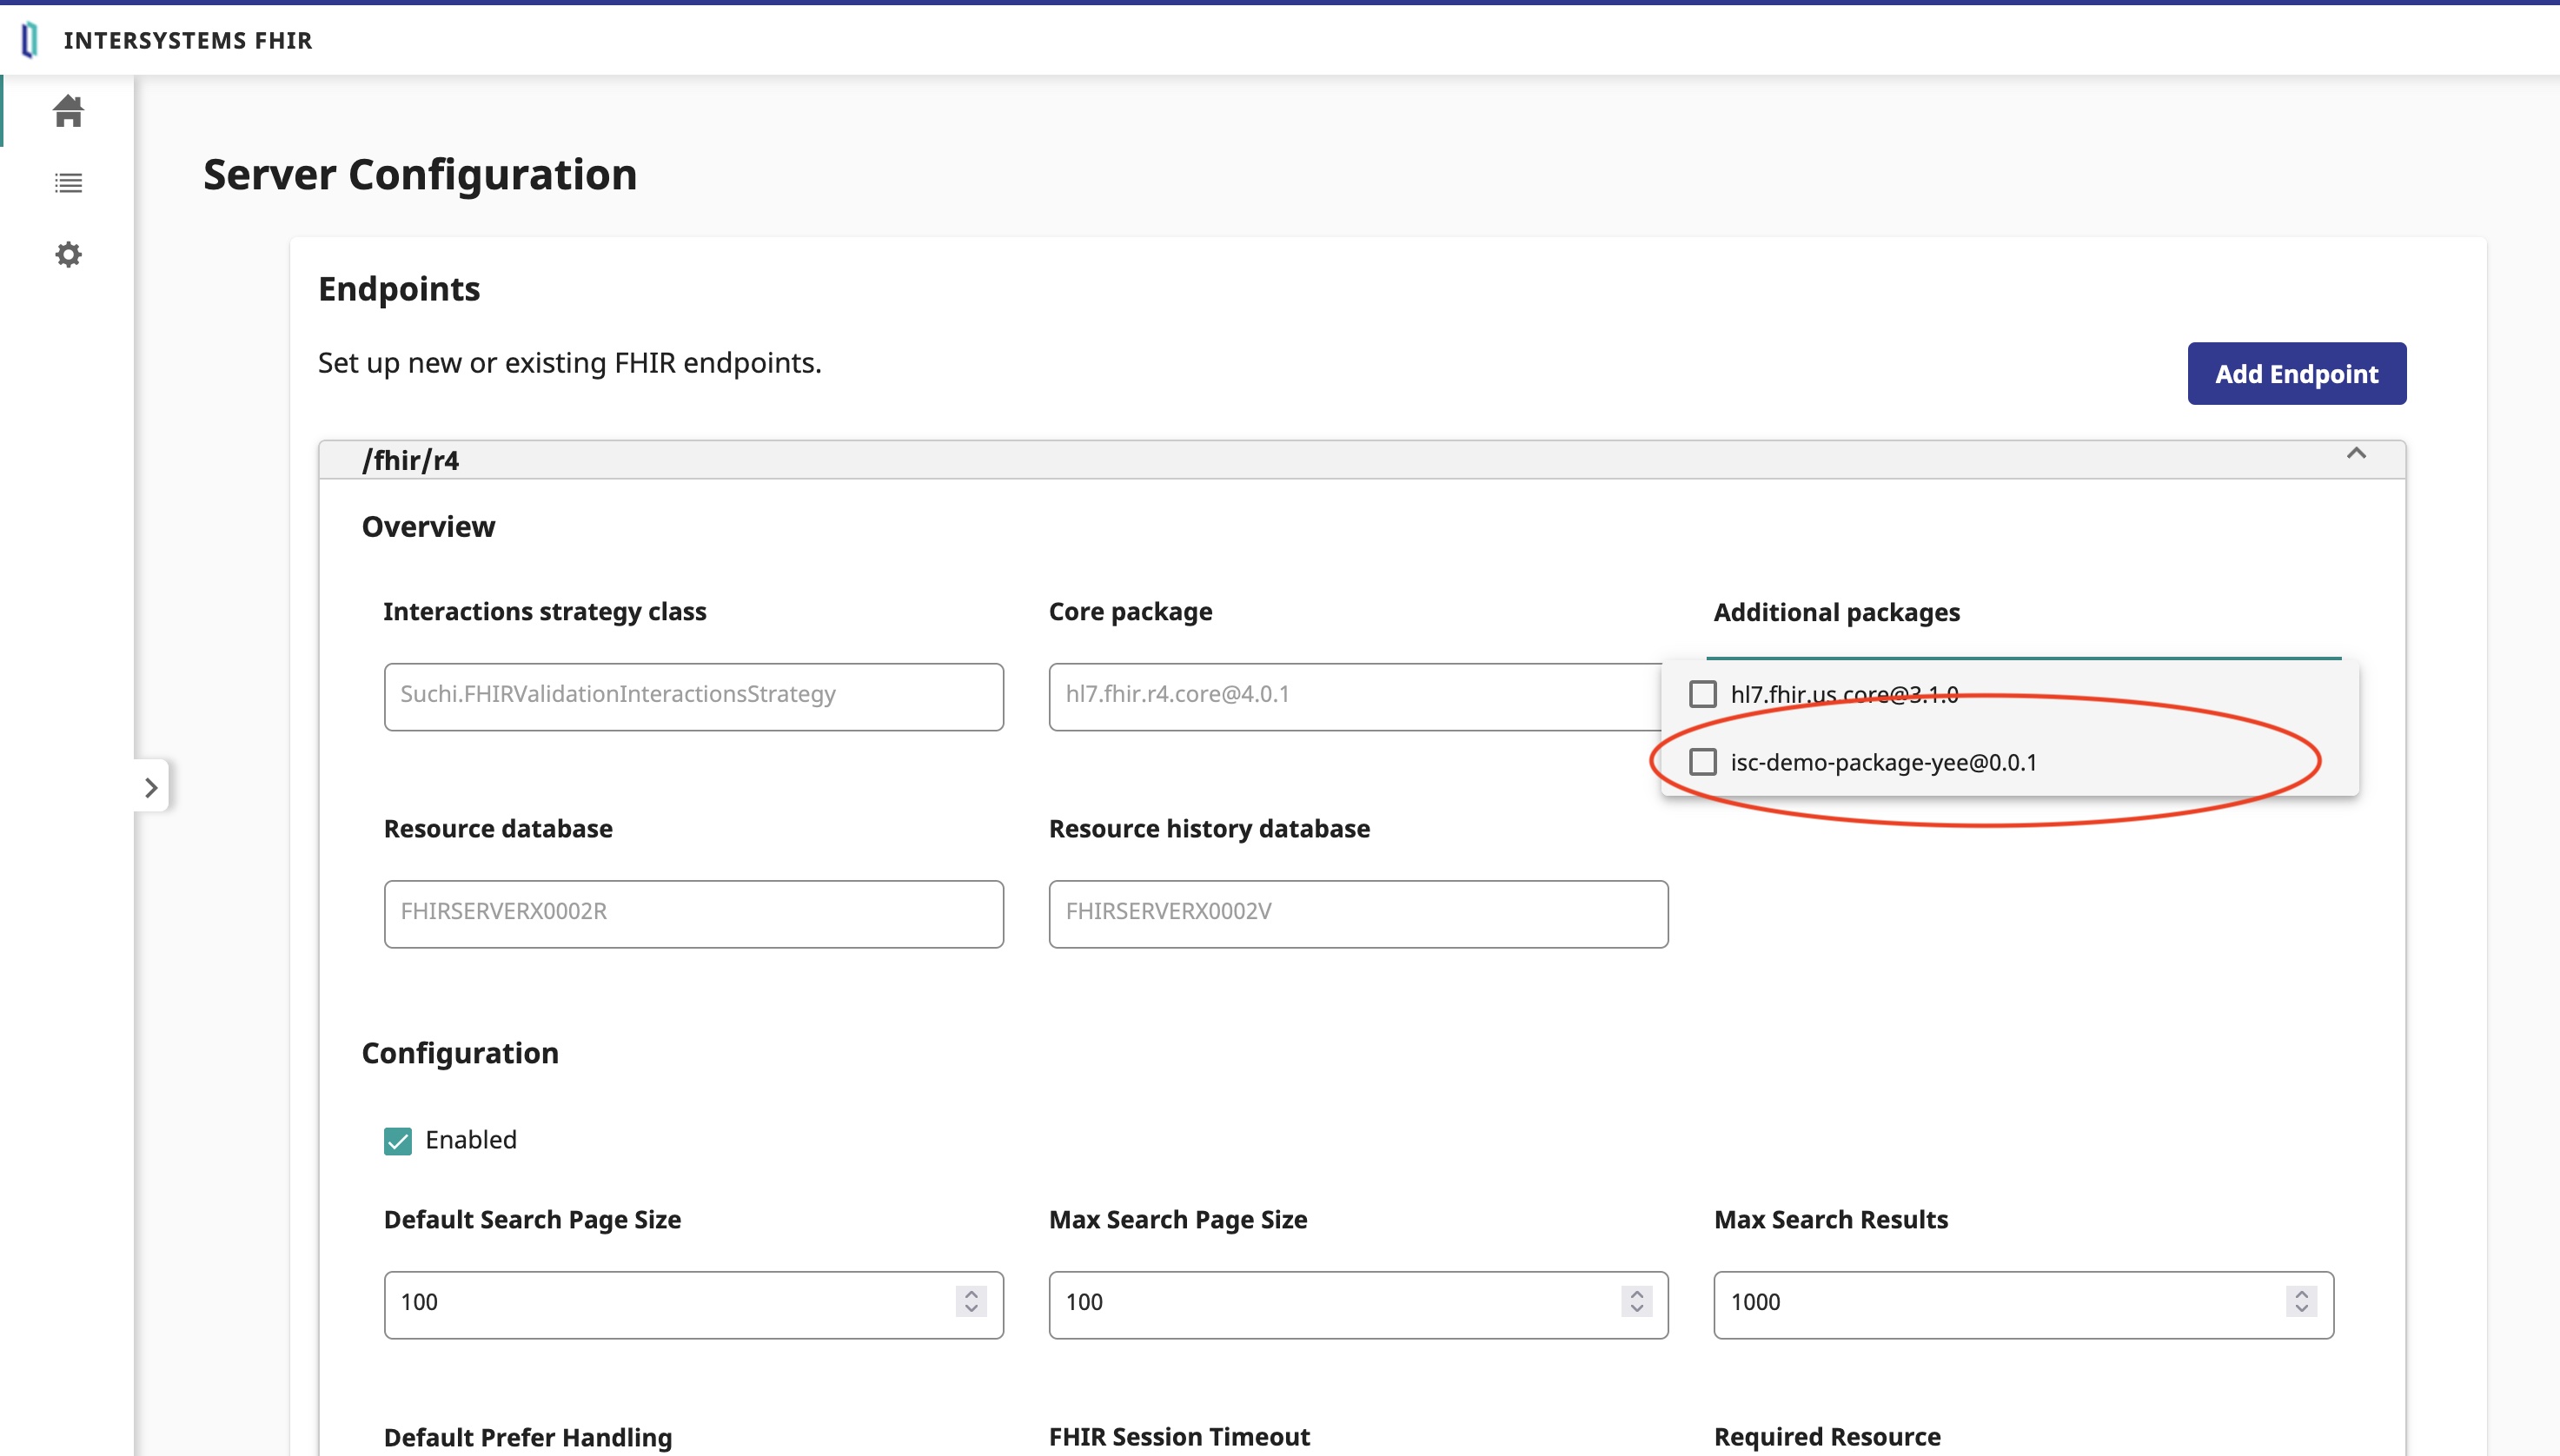 INTERSYSTEMS FHIR
Server Configuration
Endpoints
Set up new or existing FHIR endpoints.
Add Endpoint
/fhir/r4
Overview
Interactions strategy class
Core package
Additional packages
Suchi.FHIRValidationInteractionsStrategy
hl7.fhir.r4.core@4.0.1
hl7.fhir.us.core@3.1.0
isc-demo-package-yee@0.0.1
Resource database
Resource history database
FHIRSERVERX0002R
FHIRSERVERX0002V
Configuration
Enabled
Default Search Page Size
Max Search Page Size
Max Search Results
100
100
1000
Default Prefer Handling
FHIR Session Timeout
Required Resource